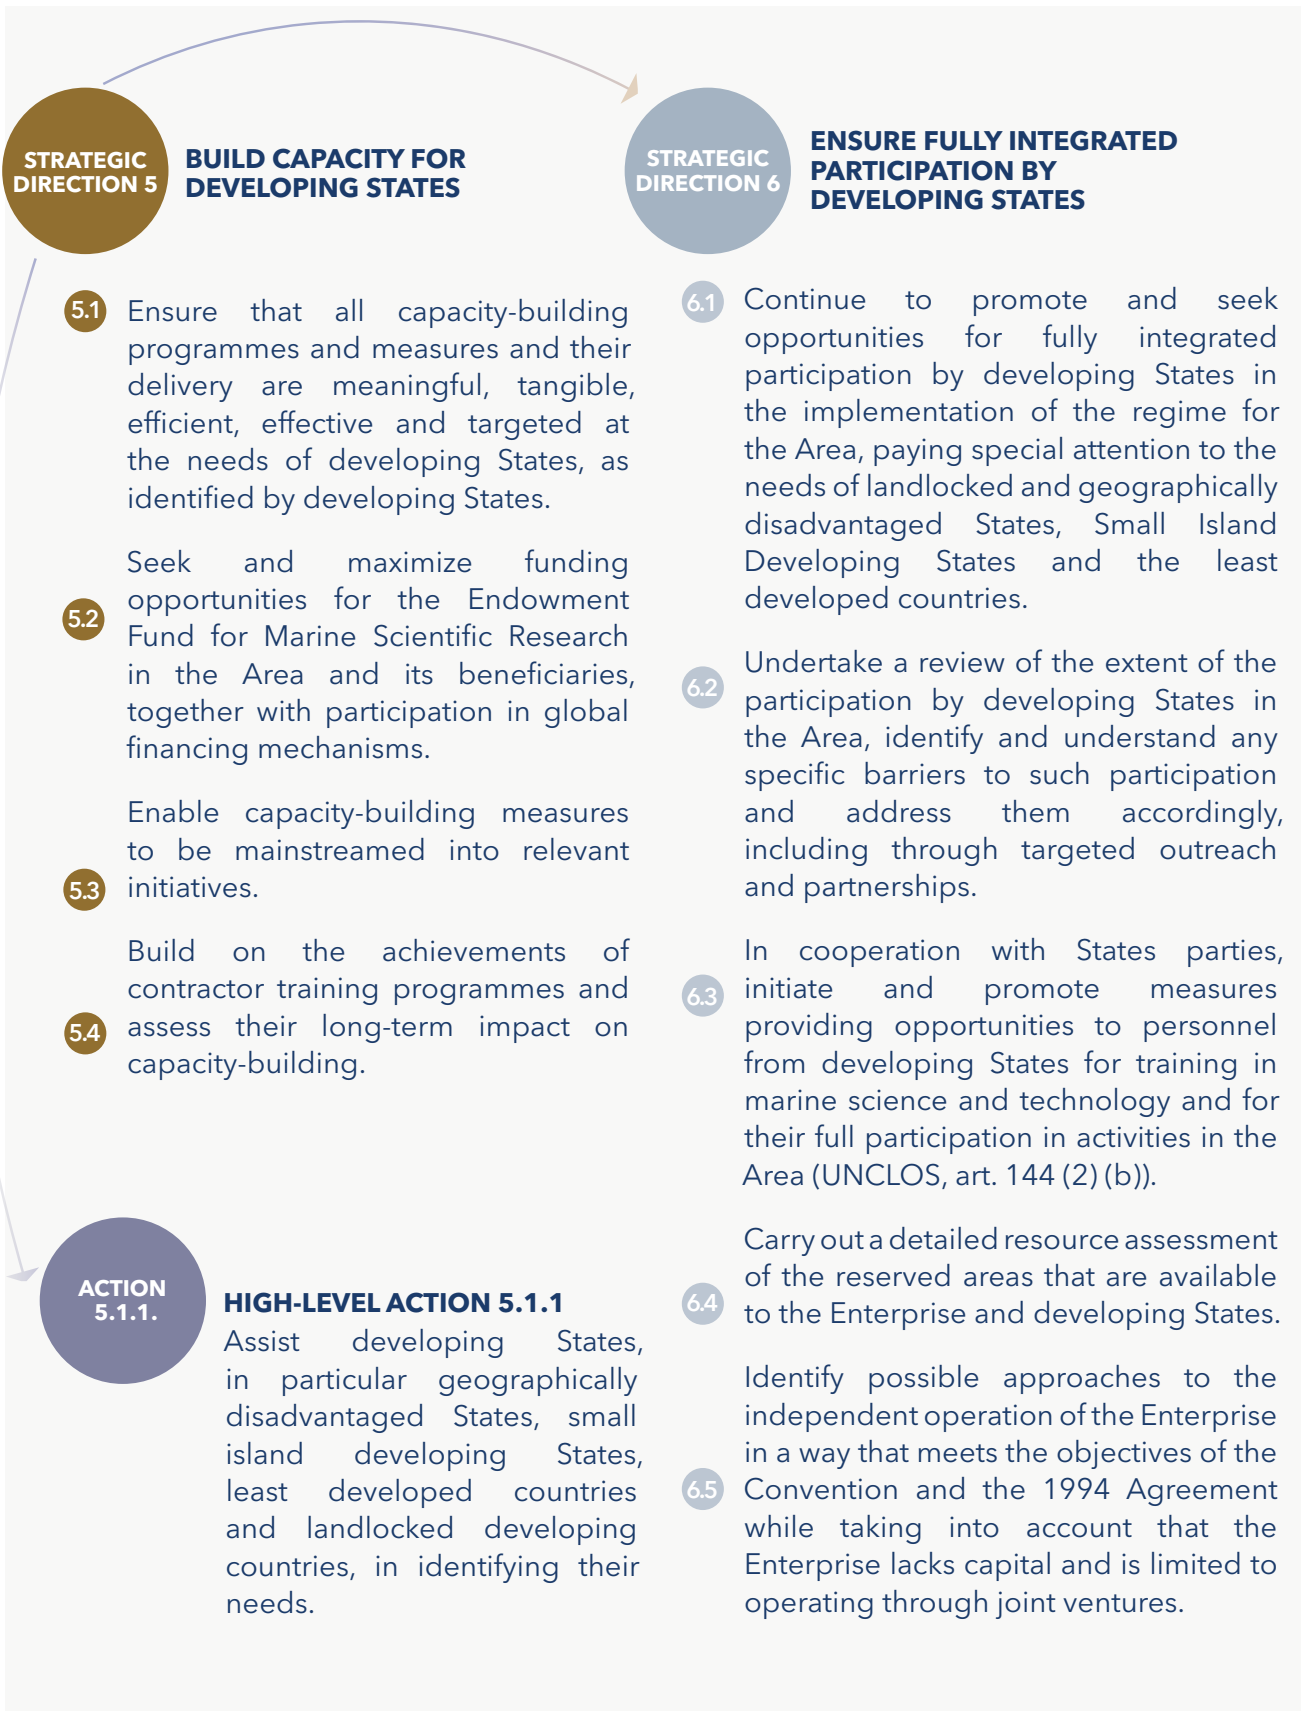 STRATEGIC
DIRECTION 5
BUILD CAPACITY FOR
DEVELOPING STATES
5.1
Ensure that all capacity-building
programmes and measures and their
delivery are meaningful, tangible,
efficient, effective and targeted at
the needs of developing States, as
identified by developing States.
5.2
Seek and maximize funding
opportunities for the Endowment
Fund for Marine Scientific Research
in the Area and its beneficiaries,
together with participation in global
financing mechanisms.
5.3
Enable capacity-building measures
to be mainstreamed into relevant
initiatives.
5.4
Build on the achievements of
contractor training programmes and
assess their long-term impact on
capacity-building.
ACTION
5.1.1.
HIGH-LEVEL ACTION 5.1.1
Assist developing States,
in particular geographically
disadvantaged States, small
island developing States,
least developed countries
and landlocked developing
countries, in identifying their
needs.
STRATEGIC
DIRECTION 6
ENSURE FULLY INTEGRATED
PARTICIPATION BY
DEVELOPING STATES
6.1
Continue to promote and seek
opportunities for fully integrated
participation by developing States in
the implementation of the regime for
the Area, paying special attention to the
needs of landlocked and geographically
disadvantaged States, Small Island
Developing States and the least
developed countries.
6.2
Undertake a review of the extent of the
participation by developing States in
the Area, identify and understand any
specific barriers to such participation
and address them accordingly,
including through targeted outreach
and partnerships.
6.3
In cooperation with States parties,
initiate and promote measures
providing opportunities to personnel
from developing States for training in
marine science and technology and for
their full participation in activities in the
Area (UNCLOS, art. 144 (2) (b)).
6.4
Carry out a detailed resource assessment
of the reserved areas that are available
to the Enterprise and developing States.
6.5
Identify possible approaches to the
independent operation of the Enterprise
in a way that meets the objectives of the
Convention and the 1994 Agreement
while taking into account that the
Enterprise lacks capital and is limited to
operating through joint ventures.